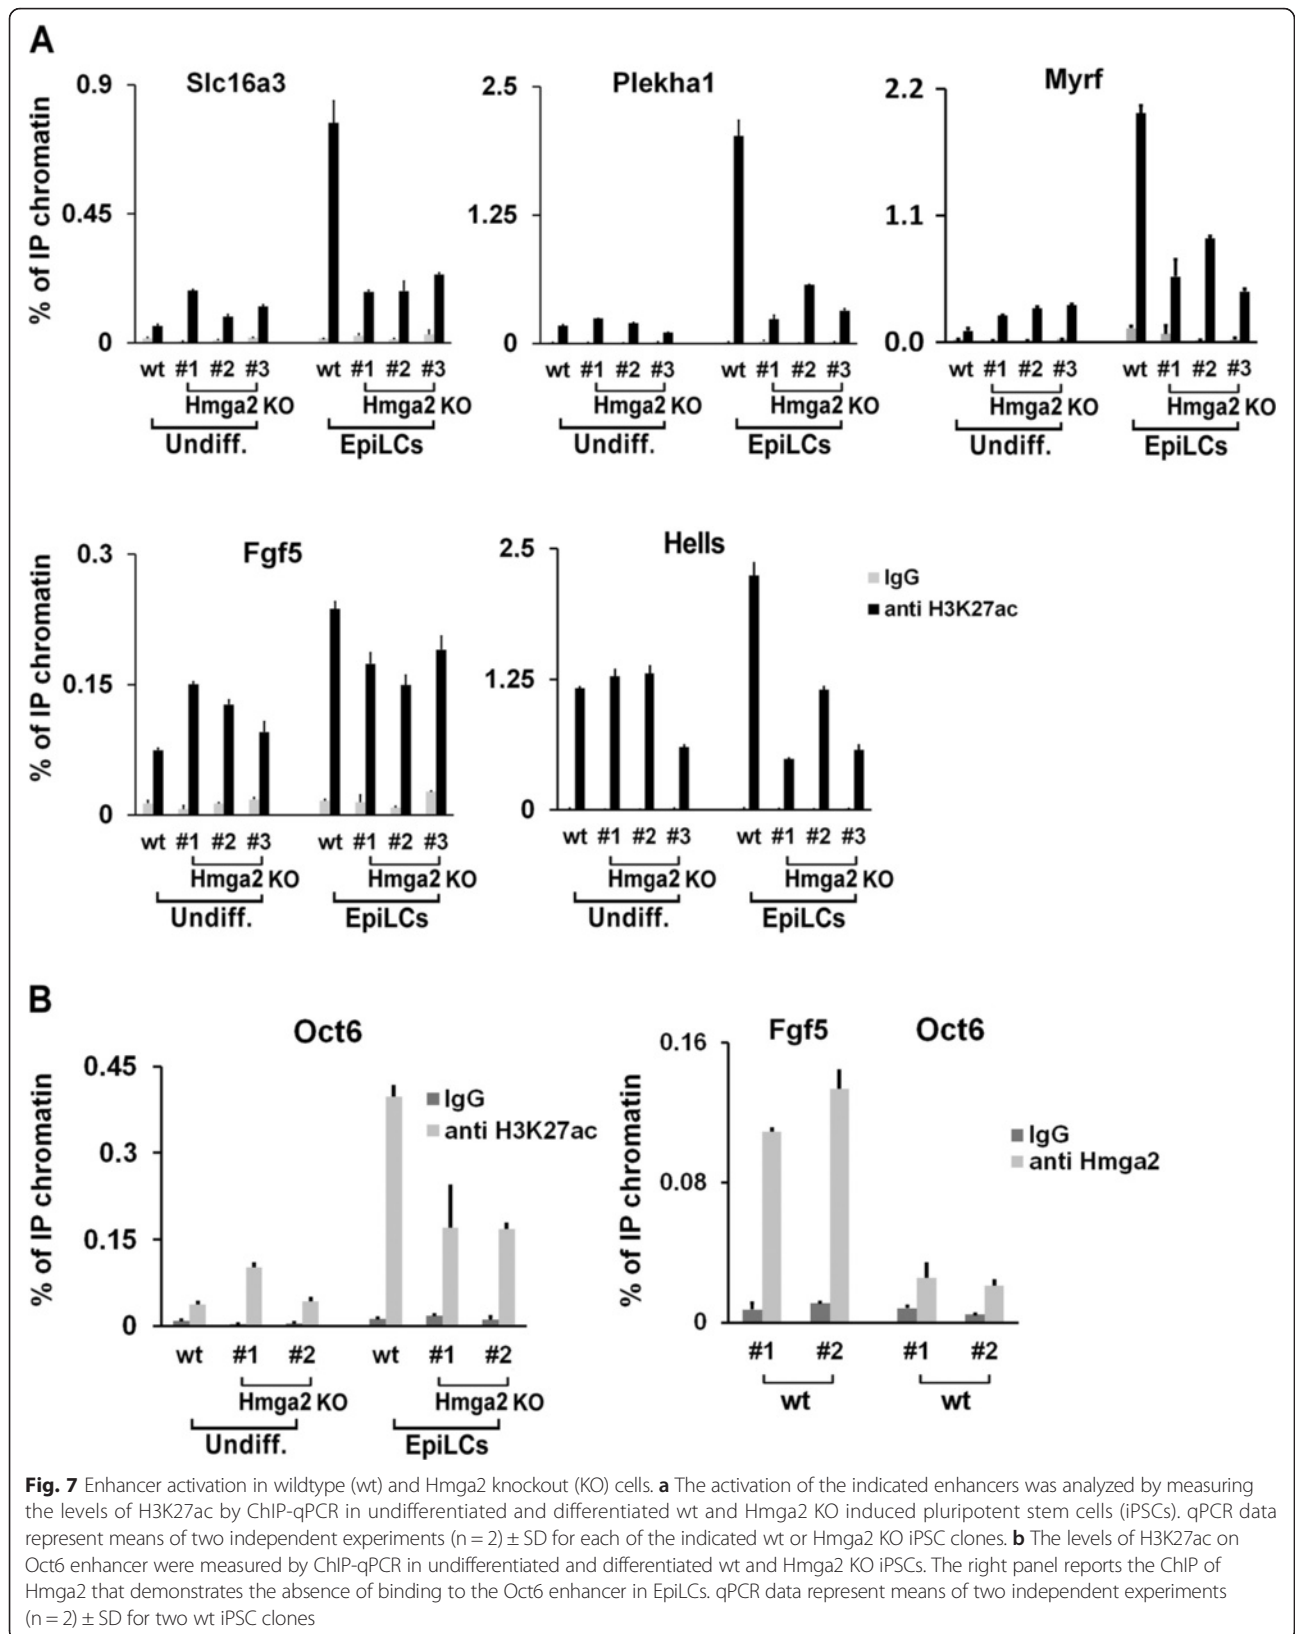 A
Slc16a3
Plekha1
Myrf
% of IP chromatin
0.9
0.45
0
2.5
1.25
0
2.2
1.1
0.0
wt #1 #2 #3 wt #1 #2 #3
Hmga2 KO Hmga2 KO
Undiff. EpiLCs
wt #1 #2 #3 wt #1 #2 #3
Hmga2 KO Hmga2 KO
Undiff. EpiLCs
wt #1 #2 #3 wt #1 #2 #3
Hmga2 KO Hmga2 KO
Undiff. EpiLCs
Fgf5
Hells
% of IP chromatin
0.3
0.15
0
2.5
1.25
0
IgG
anti H3K27ac
wt #1 #2 #3 wt #1 #2 #3
Hmga2 KO Hmga2 KO
Undiff. EpiLCs
wt #1 #2 #3 wt #1 #2 #3
Hmga2 KO Hmga2 KO
Undiff. EpiLCs
B
Oct6
% of IP chromatin
0.45
0.3
0.15
0
IgG
anti H3K27ac
wt #1 #2 wt #1 #2
Hmga2 KO Hmga2 KO
Undiff. EpiLCs
Fgf5 Oct6
% of IP chromatin
0.16
0.08
0
IgG
anti Hmga2
#1 #2 #1 #2
wt wt
Fig. 7 Enhancer activation in wildtype (wt) and Hmga2 knockout (KO) cells. a The activation of the indicated enhancers was analyzed by measuring
the levels of H3K27ac by ChIP-qPCR in undifferentiated and differentiated wt and Hmga2 KO induced pluripotent stem cells (iPSCs). qPCR data
represent means of two independent experiments (n = 2) ± SD for each of the indicated wt or Hmga2 KO iPSC clones. b The levels of H3K27ac on
Oct6 enhancer were measured by ChIP-qPCR in undifferentiated and differentiated wt and Hmga2 KO iPSCs. The right panel reports the ChIP of
Hmga2 that demonstrates the absence of binding to the Oct6 enhancer in EpiLCs. qPCR data represent means of two independent experiments
(n = 2) ± SD for two wt iPSC clones